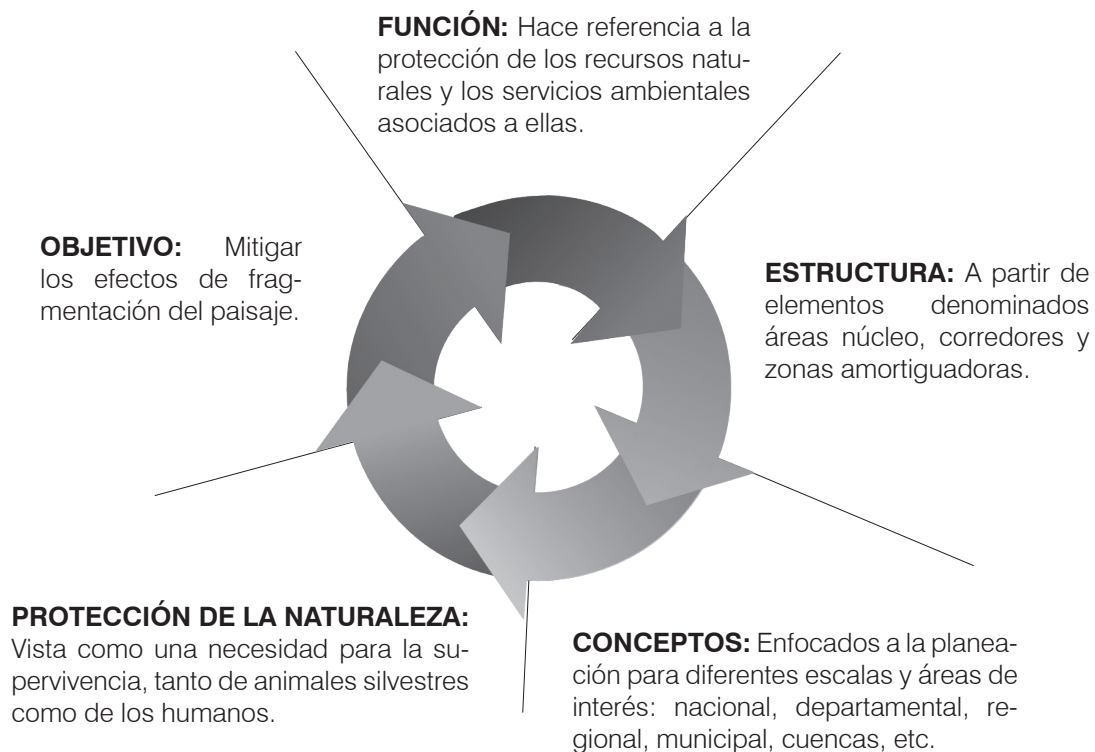 FUNCIÓN: Hace referencia a la
protección de los recursos natu-
rales y los servicios ambientales
asociados a ellas.
OBJETIVO: Mitigar
los efectos de frag-
mentación del paisaje.
ESTRUCTURA: A partir de
elementos denominados
áreas núcleo, corredores y
zonas amortiguadoras.
PROTECCIÓN DE LA NATURALEZA:
Vista como una necesidad para la su-
pervivencia, tanto de animales silvestres
como de los humanos.
CONCEPTOS: Enfocados a la planea-
ción para diferentes escalas y áreas de
interés: nacional, departamental, re-
gional, municipal, cuencas, etc.